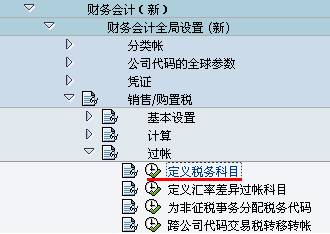 财务会计（新）
财务会计全局设置 (新)
分类帐
公司代码的全球参数
凭证
销售/购置税
基本设置
计算
过帐
定义税务科目
定义汇率差异过帐科目
为非征税事务分配税务代码
跨公司代码交易税转移转帐